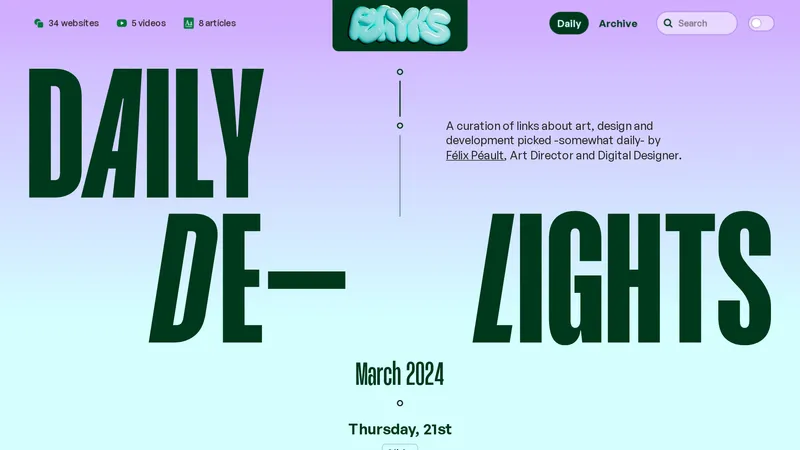 34 websites
5 videos
8 articles
Daily
Archive
Search
DAILY
A curation of links about art, design and
development picked -somewhat daily- by
Félix Péault, Art Director and Digital Designer.
DE—
LIGHTS
March 2024
Thursday, 21st